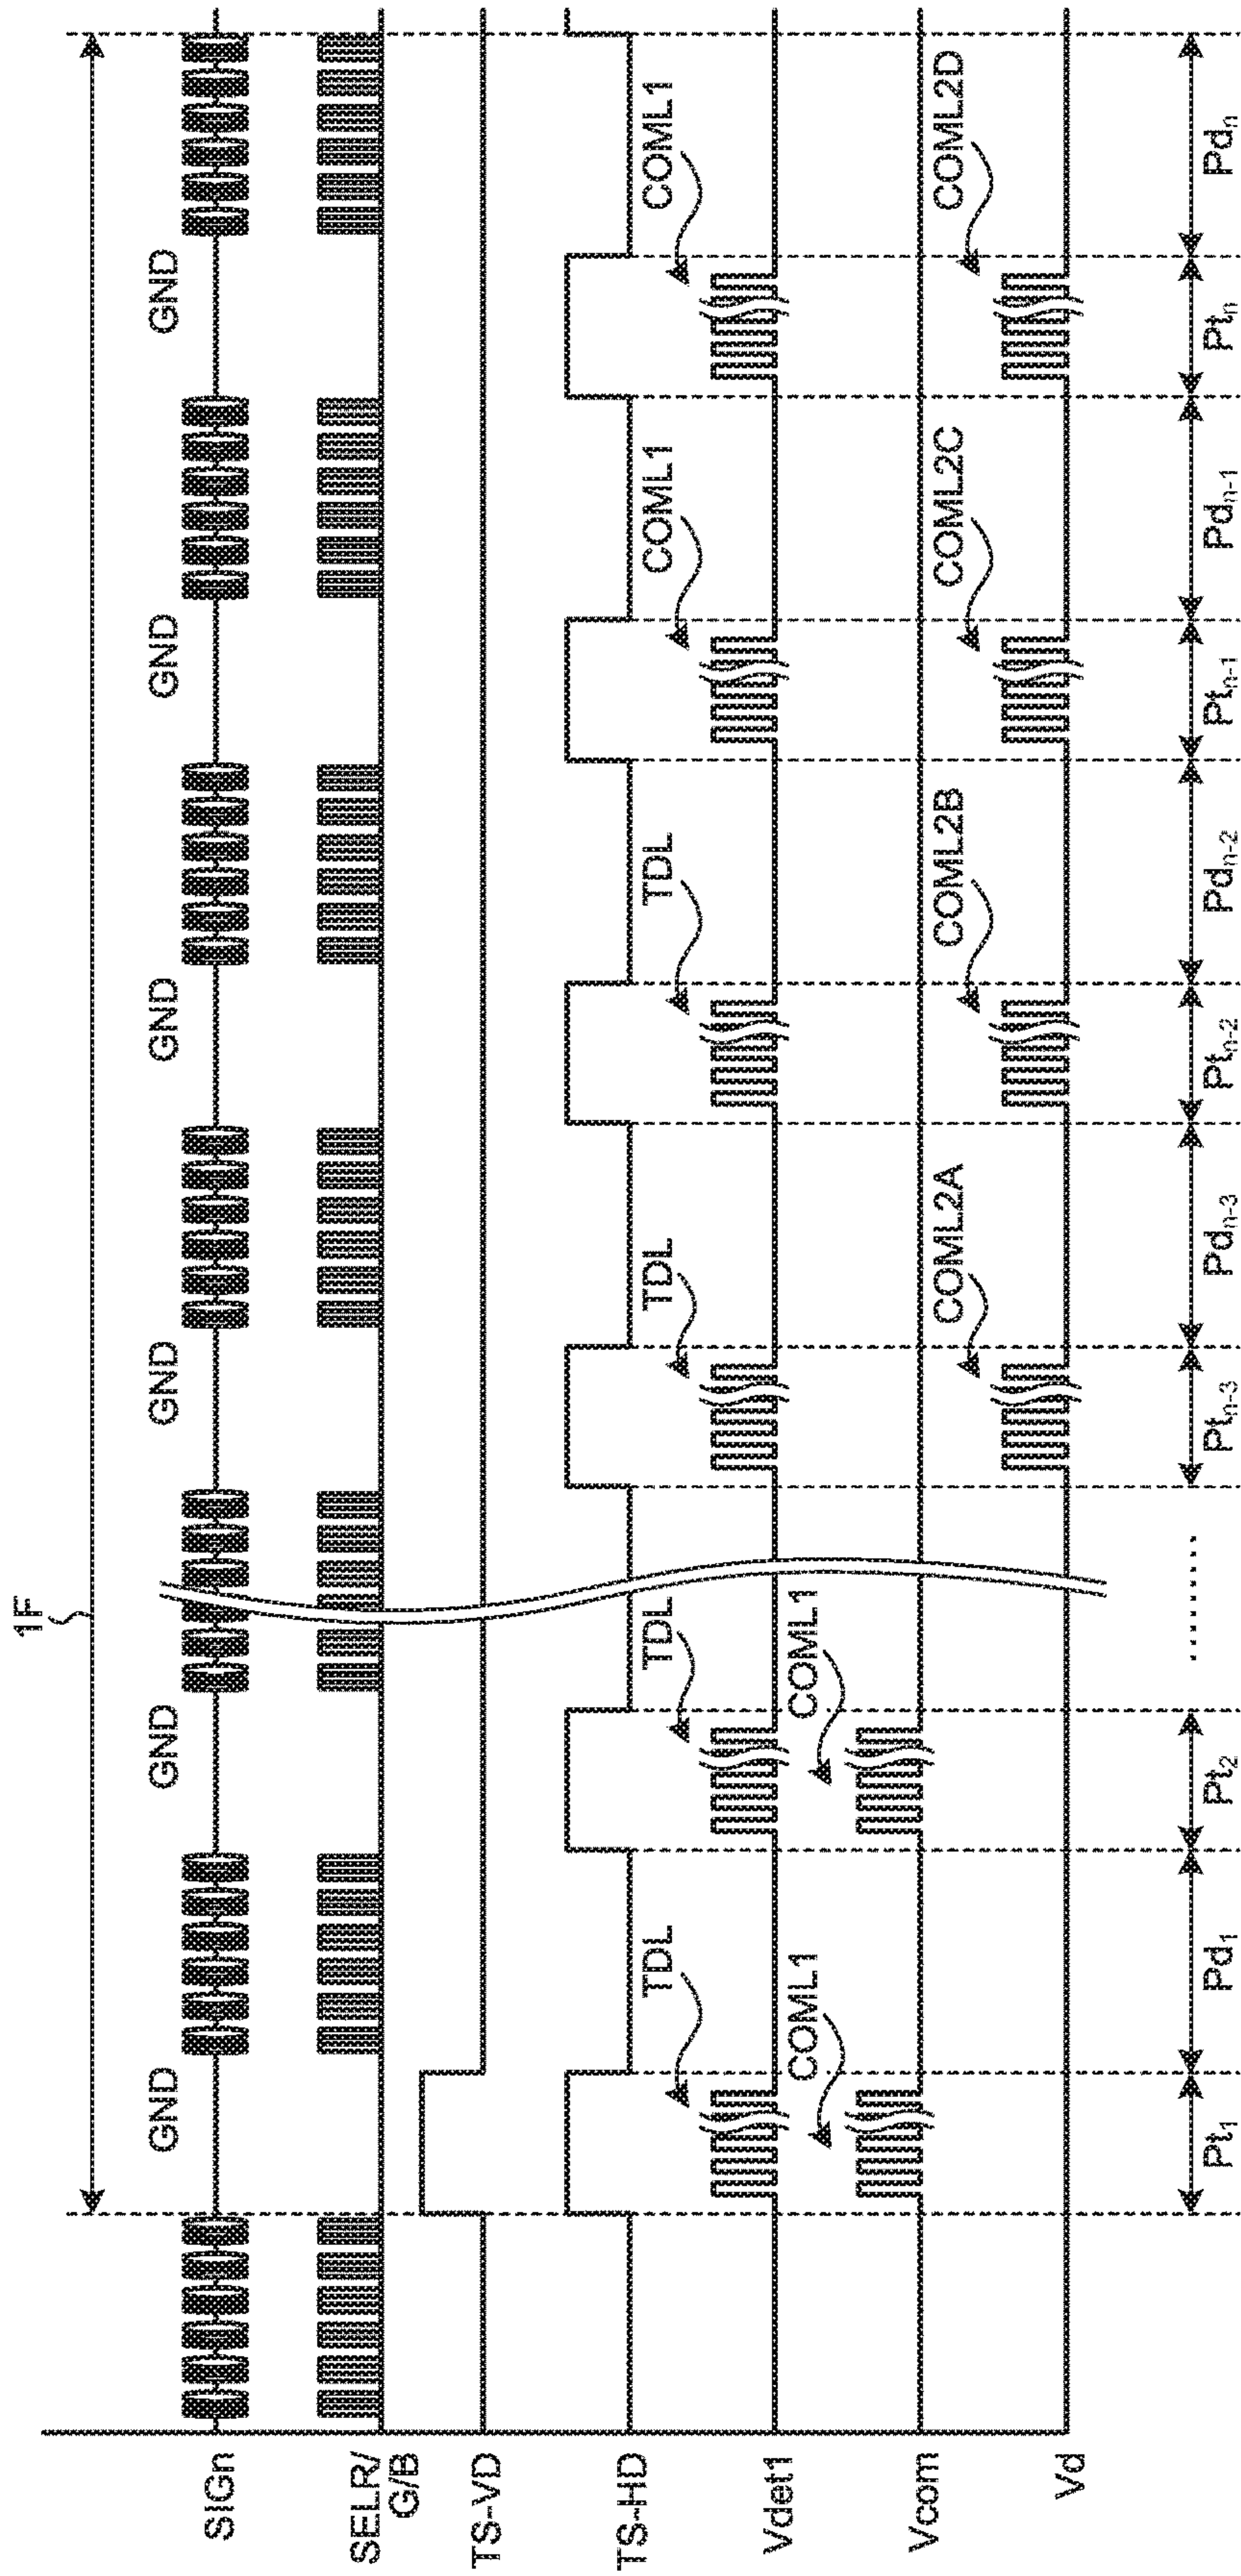 1F
SIGn
GND
GND
GND
GND
GND
GND
SELR/
G/B
TS-VD
TS-HD
Vdet1
TDL
TDL
TDL
TDL
COML1
COML1
Vcom
COML1
COML1
Vd
COML2A
COML2B
COML2C
COML2D
Pt1
Pd1
Pt2
.......
Ptn-3
Pdn-3
Ptn-2
Pdn-2
Ptn-1
Pdn-1
Ptn
Pdn